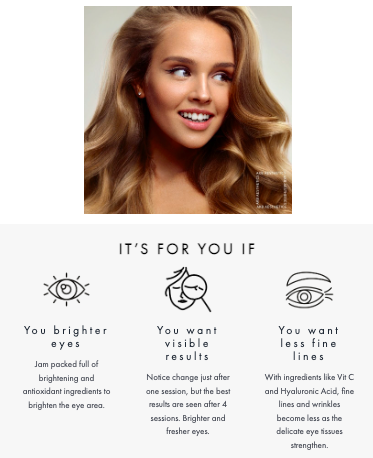 IT'S FOR YOU IF
You brighter
eyes
Jam packed full of
brightening and
antioxidant ingredients to
brighten the eye area.
You want
visible
results
Notice change just after
one session, but the best
results are seen after 4
sessions. Brighter and
fresher eyes.
You want
less fine
lines
With ingredients like Vit C
and Hyaluronic Acid, fine
lines and wrinkles
become less as the
delicate eye tissues
strengthen.